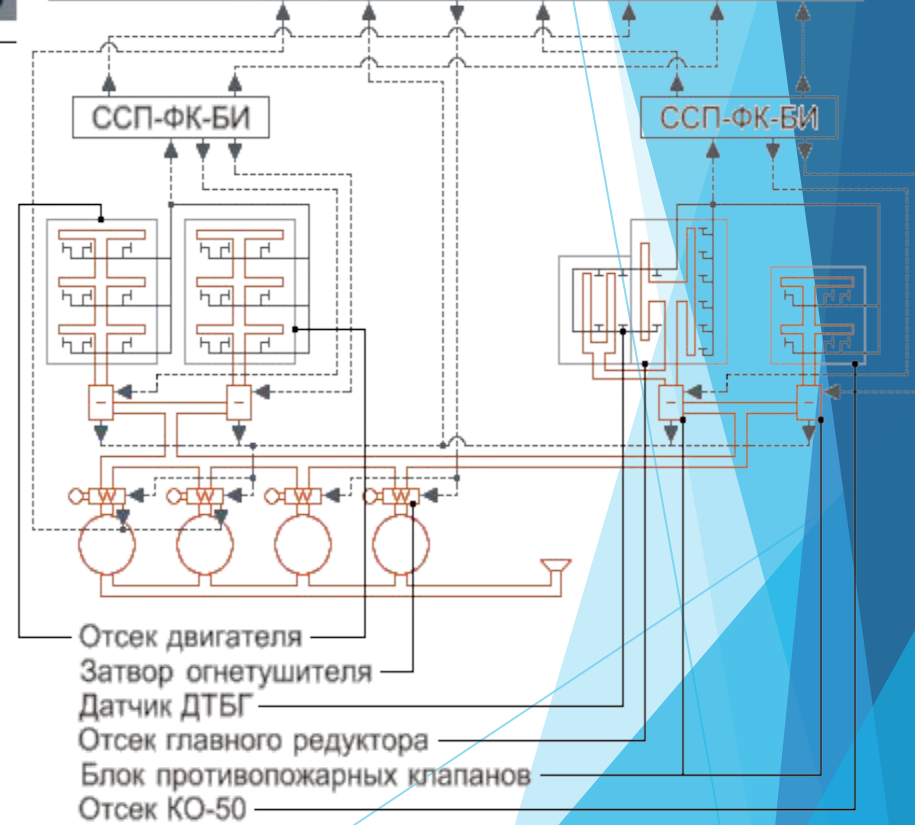 ССП-ФК-БИ ССП-ФК-БИ
Отсек двигателя
Затвор огнетушителя
Датчик ДТБГ
Отсек главного редуктора
Блок противопожарных клапанов
Отсек КО-50